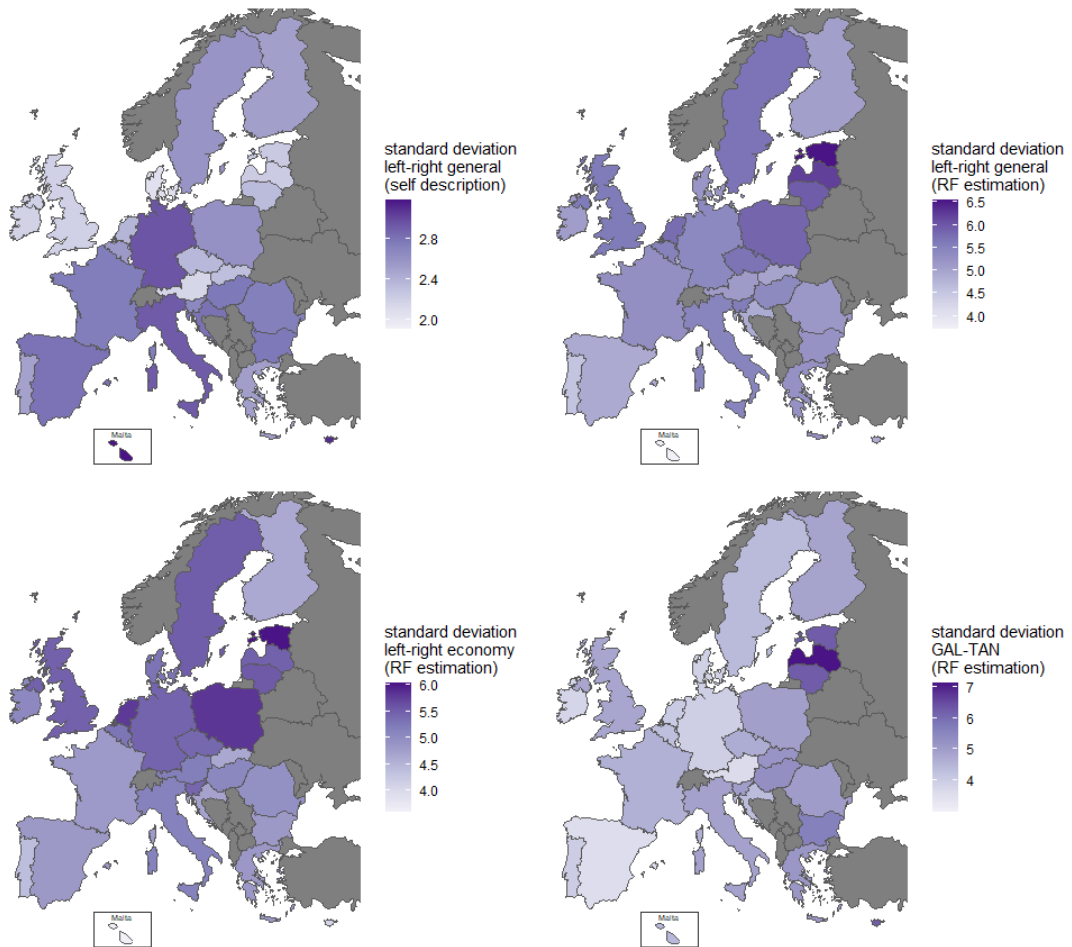 standard deviation
left-right general
(self description)
2.8
2.4
2.0
Malta
standard deviation
left-right general
(RF estimation)
6.5
6.0
5.5
5.0
4.5
4.0
Malta
standard deviation
left-right economy
(RF estimation)
6.0
5.5
5.0
4.5
4.0
Malta
standard deviation
GAL-TAN
(RF estimation)
7
6
5
4
Malta